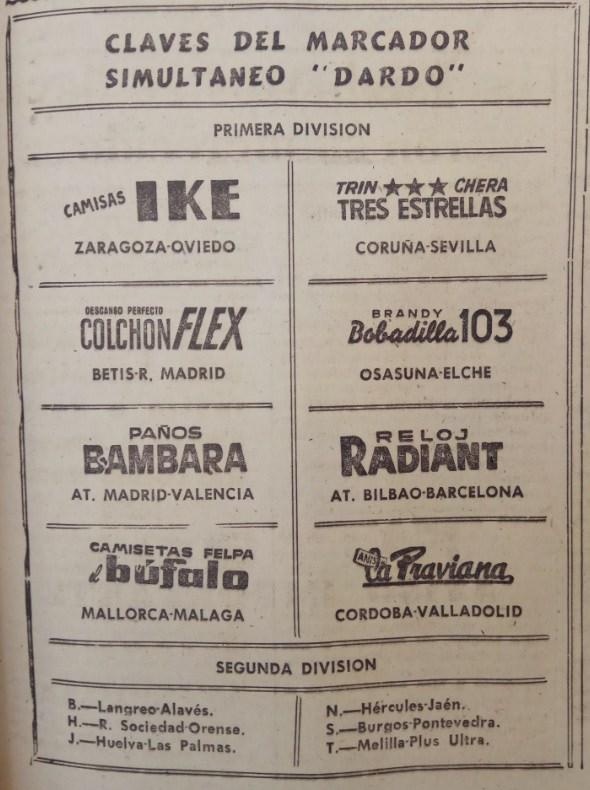 CLAVES DEL MARCADOR
SIMULTANEO "DARDO"
PRIMERA DIVISION
CAMISAS IKE
ZARAGOZA-OVIEDO
TRIN ★★★ CHERA
TRES ESTRELLAS
CORUÑA-SEVILLA
DESCANSO PERFECTO
COLCHON FLEX
BETIS-R. MADRID
BRANDY
Bobadilla 103
OSASUNA-ELCHE
PAÑOS
BAMBARA
AT. MADRID-VALENCIA
RELOJ
RADIANT
AT. BILBAO-BARCELONA
CAMISETAS FELPA
el búfalo
MALLORCA-MALAGA
ANIS
La Praviana
CORDOBA-VALLADOLID
SEGUNDA DIVISION
B.—Langreo-Alavés.
H.—R. Sociedad-Orense.
J.—Huelva-Las Palmas.
N.—Hércules-Jaén.
S.—Burgos-Pontevedra.
T.—Melilla-Plus Ultra.